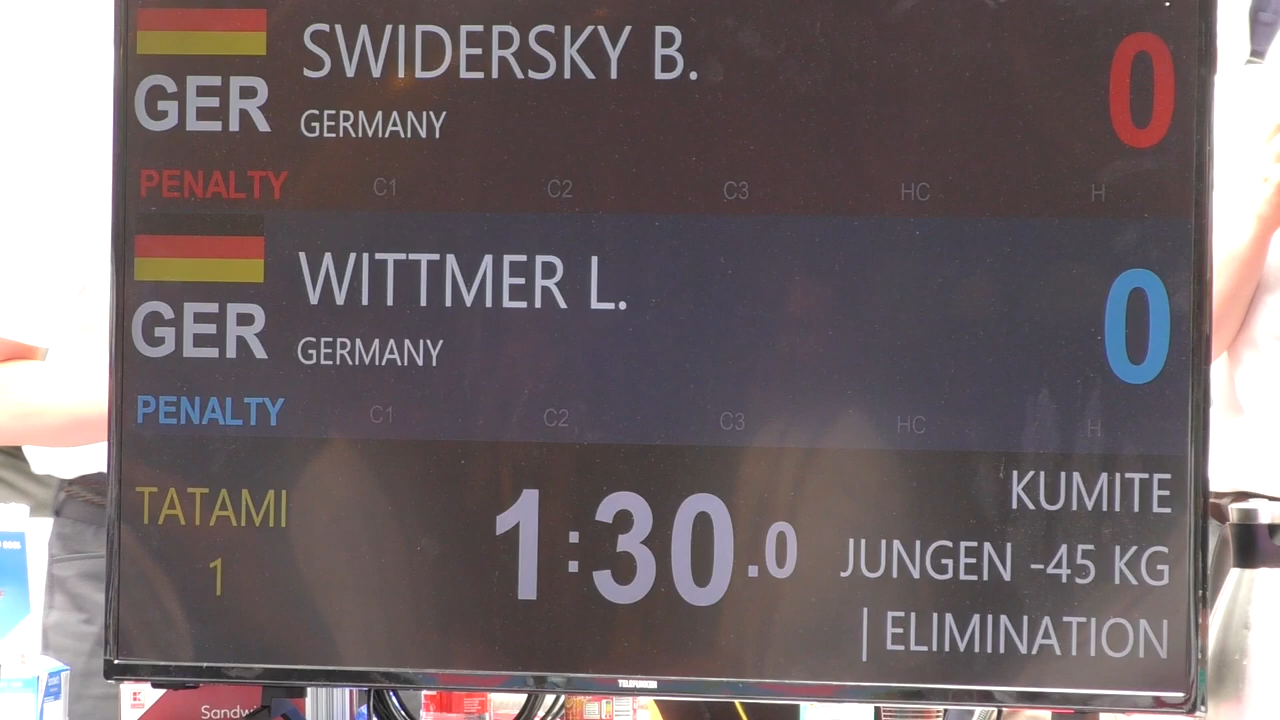 SWIDERSKY B.
0
GER
GERMANY
PENALTY C1 C2 C3 HC H
WITTMER L.
0
GER
GERMANY
PENALTY C1 C2 C3 HC H
TATAMI
1
1:30.0
KUMITE
JUNGEN -45 KG
| ELIMINATION
TELEFUNKEN